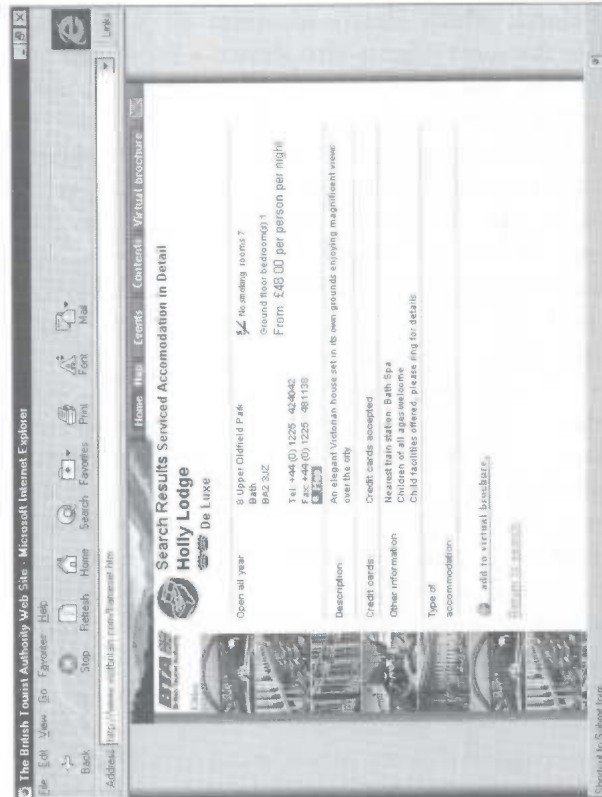 The British Tourist Authority Web Site - Microsoft Internet Explorer
File Edit View Go Favorites Help
Back Stop Refresh Home Search Favorites Print Font Mail
Address
Links
Home Map Events Contents Virtual brochure
BTA
Search Results Serviced Accomodation in Detail
Holly Lodge
De Luxe
Open all year
8 Upper Oldfield Park
Bath
BA2 3JZ
No smoking rooms 7
Ground floor bedroom(s) 1
From: £48.00 per person per night
Tel: +44 (0) 1225 424042
Fax: +44 (0) 1225 481138
Map
Description
An elegant Victorian house set in its own grounds enjoying magnificent views
over the city
Credit cards
Credit cards accepted
Other information
Nearest train station: Bath Spa
Children of all ages welcome
Child facilities offered, please ring for details
Type of
accommodation
add to virtual brochure
Shortcut to